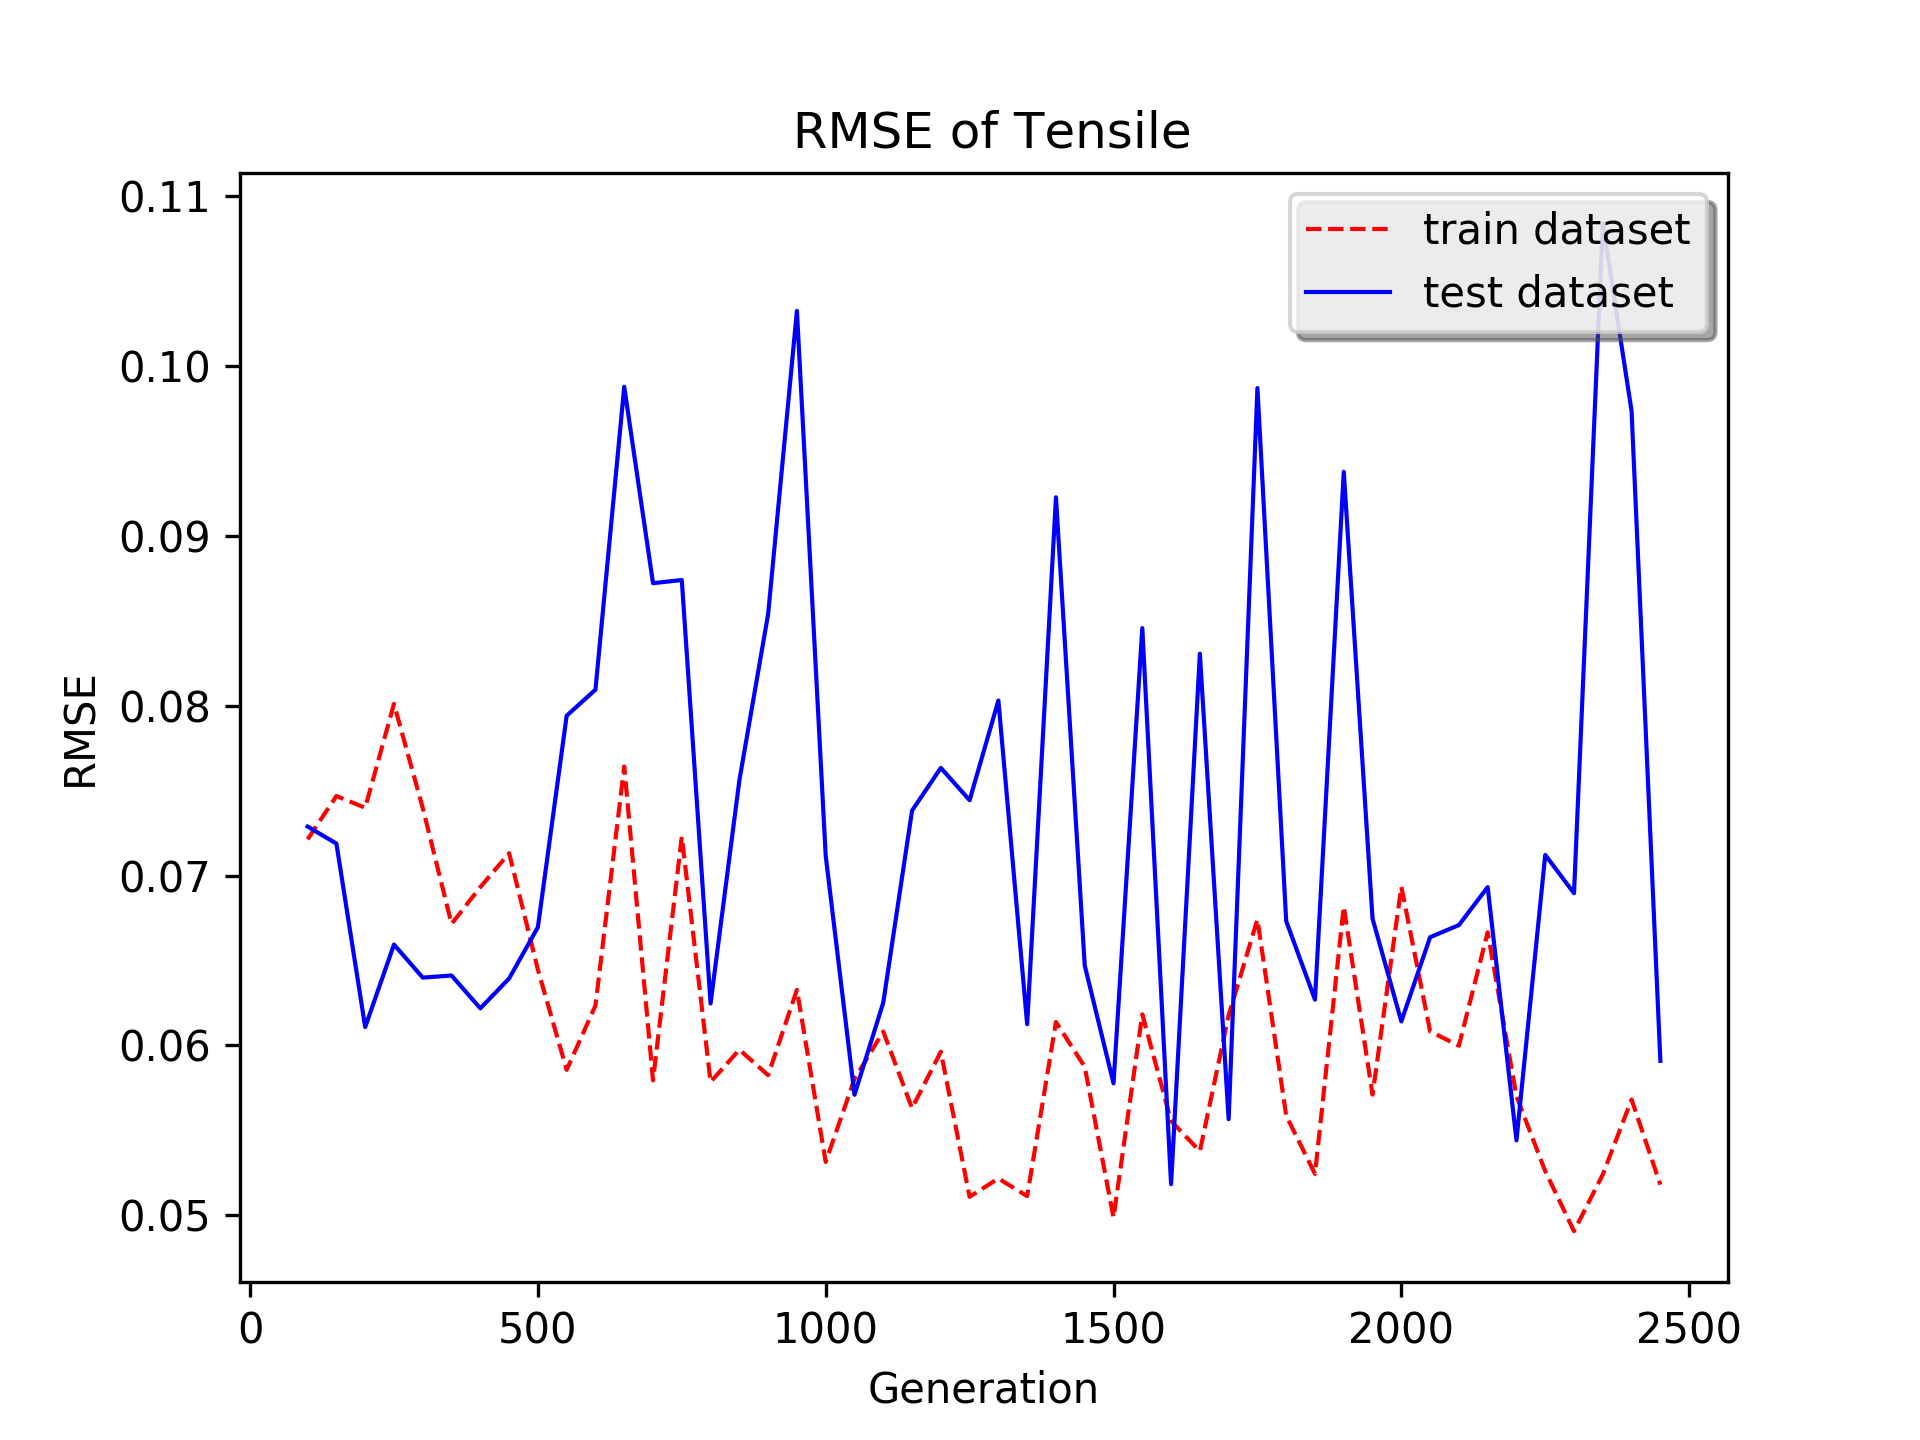 RMSE of Tensile
train dataset
test dataset
0.11
0.10
0.09
0.08
0.07
0.06
0.05
RMSE
0
500
1000
1500
2000
2500
Generation